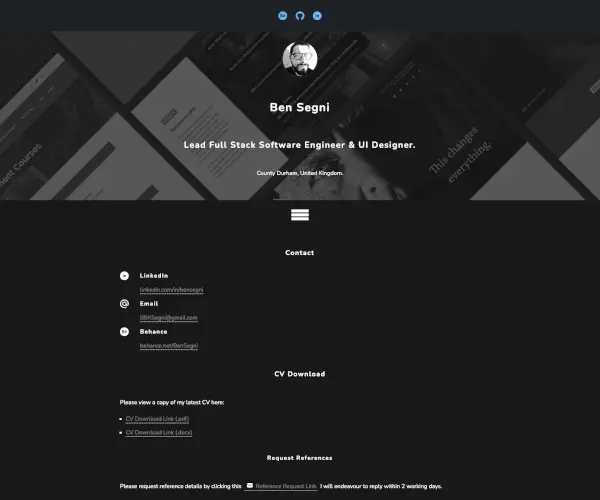 Ben Segni
Lead Full Stack Software Engineer & UI Designer.
County Durham, United Kingdom.
This changes
everything.
Contact
LinkedIn
linkedin.com/in/bensegni
Email
BBKSegni@gmail.com
Behance
behance.net/BenSegni
CV Download
Please view a copy of my latest CV here:
CV Download Link (.pdf)
CV Download Link (.docx)
Request References
Please request reference details by clicking this Reference Request Link I will endeavour to reply within 2 working days.